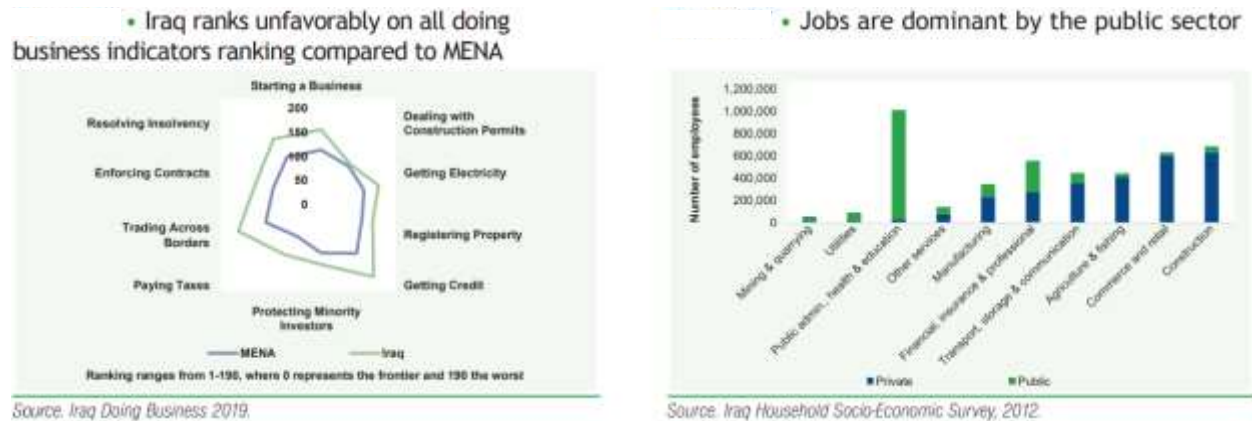 • Iraq ranks unfavorably on all doing
business indicators ranking compared to MENA
Starting a Business
200
150
100
50
0
Dealing with
Construction Permits
Getting Electricity
Registering Property
Getting Credit
Protecting Minority
Investors
Paying Taxes
Trading Across
Borders
Enforcing Contracts
Resolving Insolvency
MENA
Iraq
Ranking ranges from 1-190, where 0 represents the frontier and 190 the worst
Source. Iraq Doing Business 2019.
• Jobs are dominant by the public sector
Number of employees
1,200,000
1,000,000
800,000
600,000
400,000
200,000
0
Mining & quarrying
Utilities
Public admin., health & education
Other services
Manufacturing
Financial, insurance & professional
Transport, storage & communication
Agriculture & fishing
Commerce and retail
Construction
Private
Public
Source. Iraq Household Socio-Economic Survey, 2012.